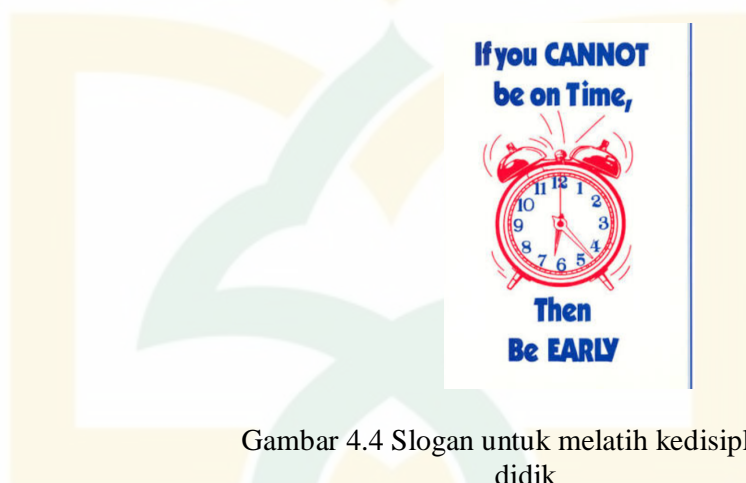 If you CANNOT
be on Time,
11 12 1
10 2
9 3
8 4
7 6 5
Then
Be EARLY
Gambar 4.4 Slogan untuk melatih
didik